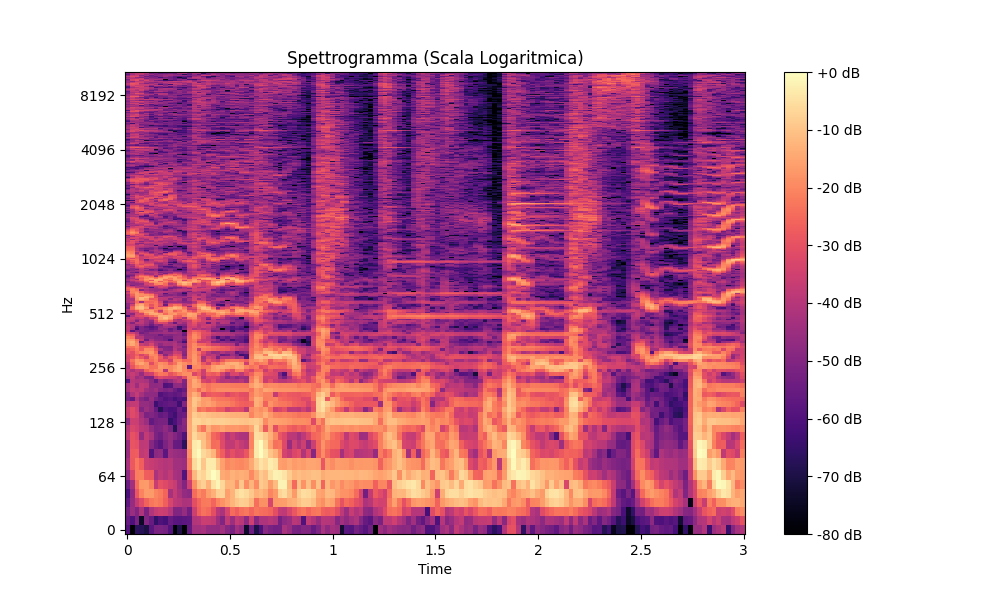 Spettrogramma (Scala Logaritmica)
8192
4096
2048
1024
512
256
128
64
0
Hz
0
0.5
1
1.5
2
2.5
3
Time
+0 dB
-10 dB
-20 dB
-30 dB
-40 dB
-50 dB
-60 dB
-70 dB
-80 dB